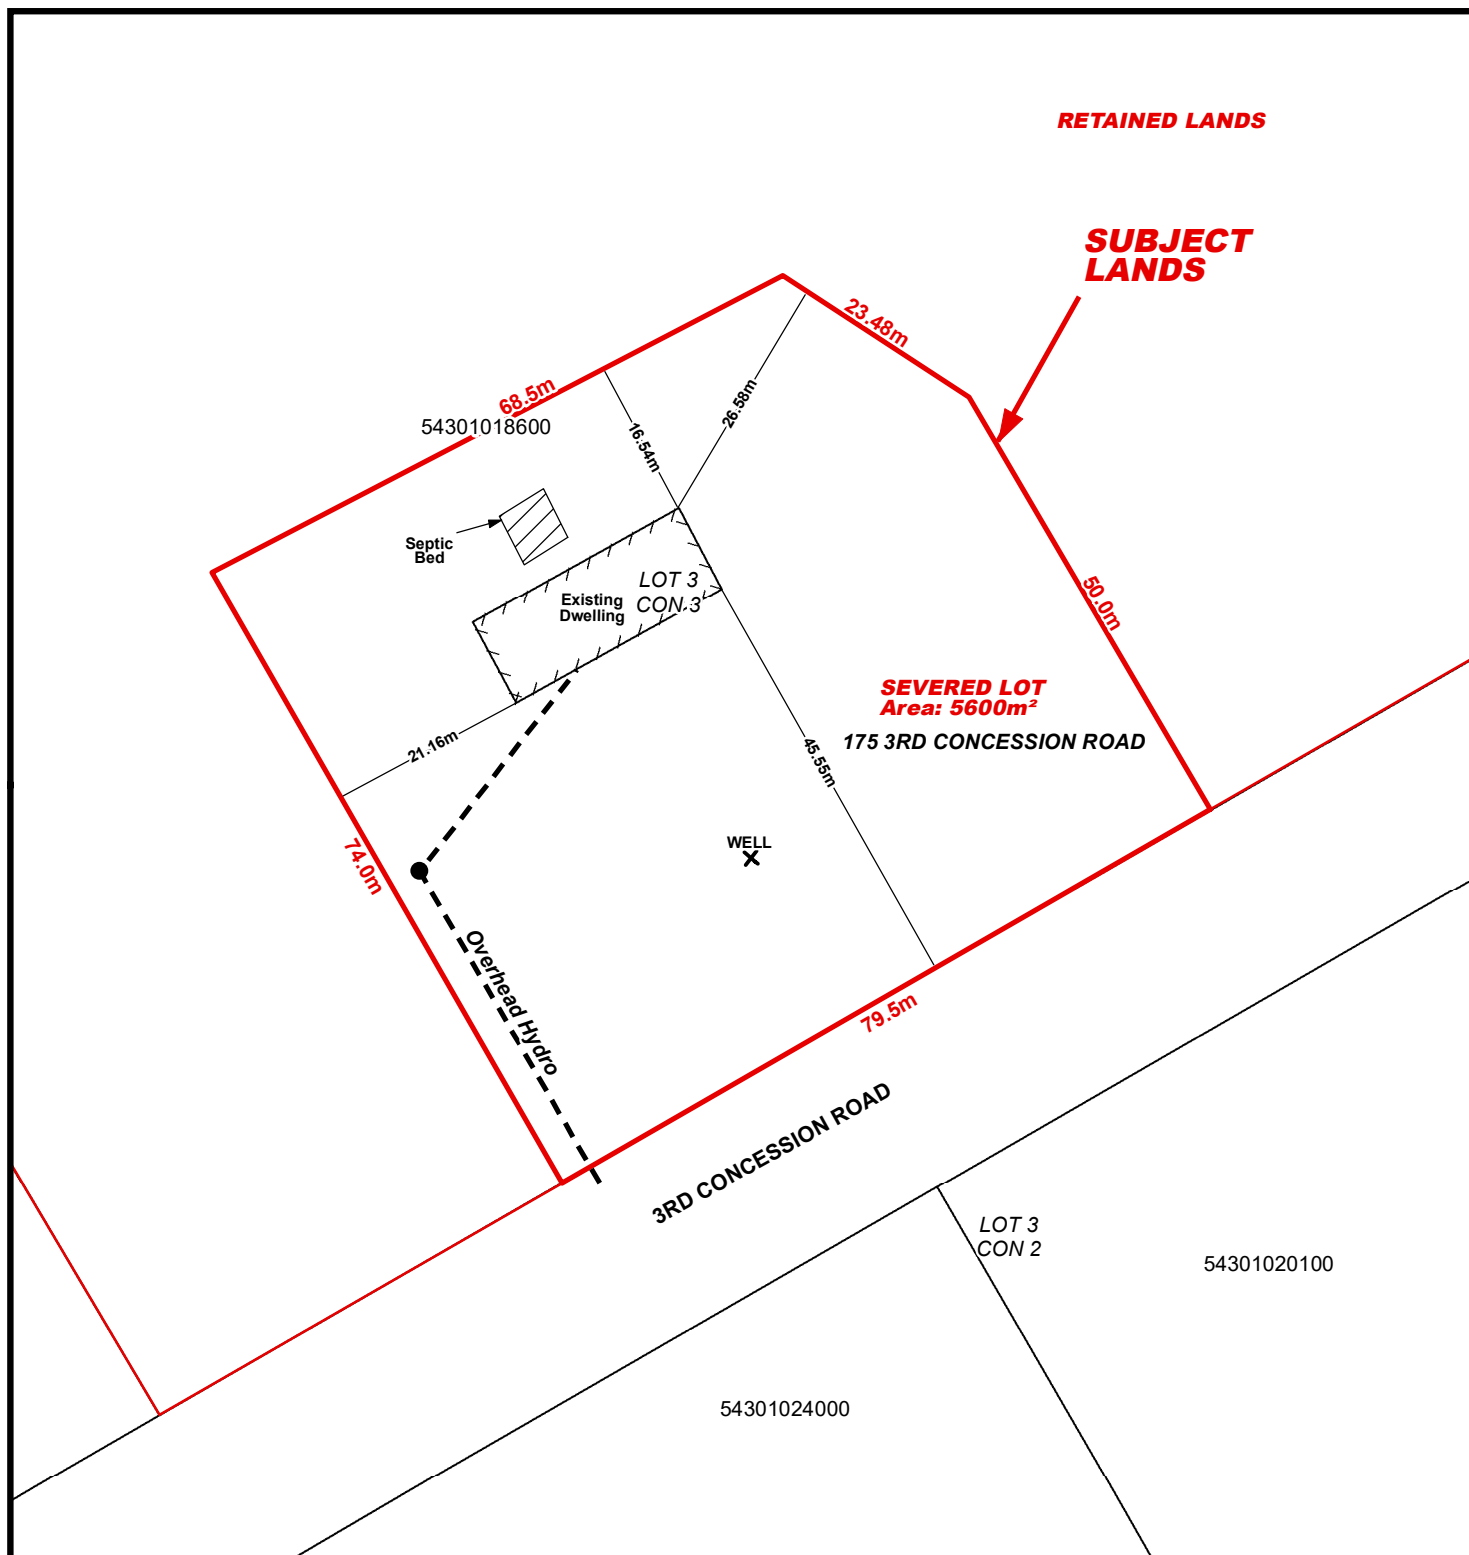 RETAINED LANDS
SUBJECT
LANDS
23.48m
68.5m
54301018600
26.58m
16.54m
Septic
Bed
LOT 3
CON 3
Existing
Dwelling
50.0m
SEVERED LOT
Area: 5600m²
175 3RD CONCESSION ROAD
21.16m
45.55m
WELL
74.0m
Overhead Hydro
79.5m
3RD CONCESSION ROAD
LOT 3
CON 2
54301020100
54301024000